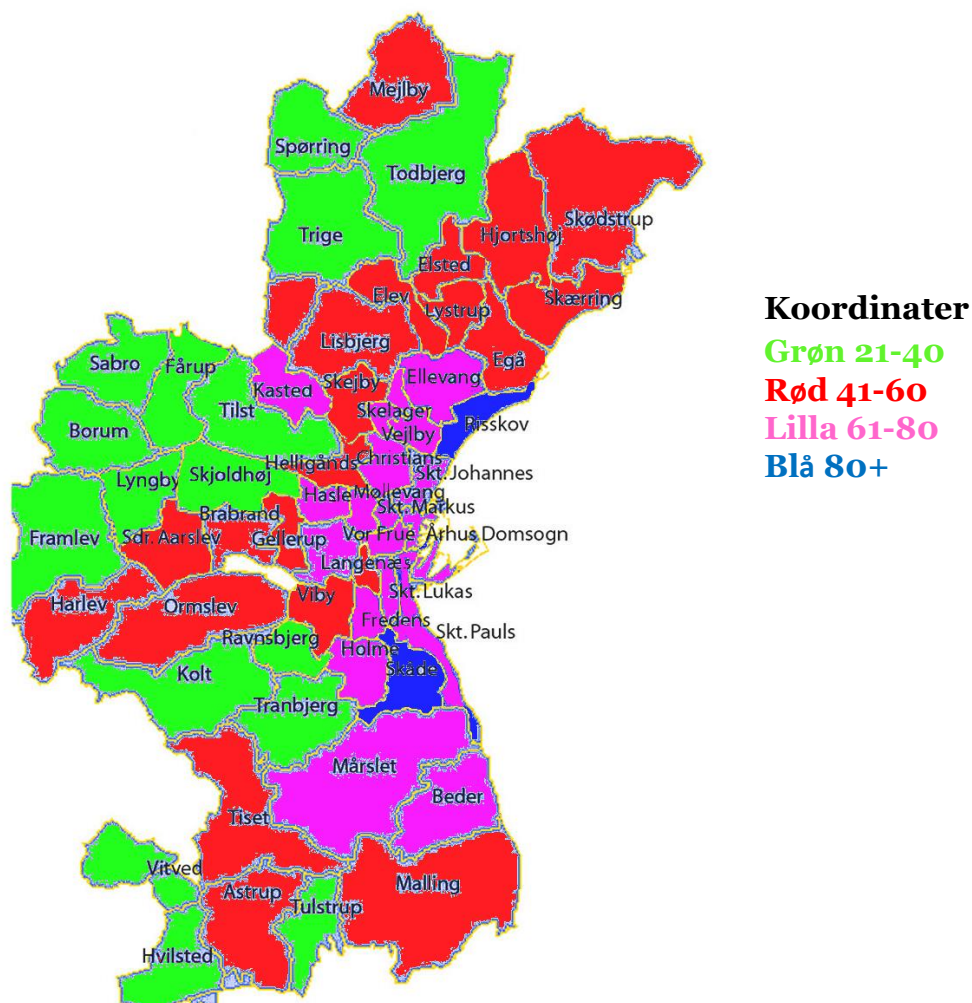 Mejlby
Spørring
Todbjerg
Skødstrup
Trige
Hjortshøj
Elsted
Elev
Skærring
Lystrup
Lisbjerg
Sabro
Fårup
Egå
Skejby
Ellevang
Kasted
Tilst
Skelager
Risskov
Borum
Vejlby
Christians
Helligånds
Skt. Johannes
Lyngby
Skjoldhøj
Hasle
Møllevang
Skt. Markus
Brabrand
Framlev
Sdr. Aarslev
Gellerup
Vor Frue
Århus Domsogn
Langenæs
Viby
Skt. Lukas
Harlev
Ormslev
Fredens
Skt. Pauls
Ravnsbjerg
Holme
Kolt
Skåde
Tranbjerg
Mårslet
Beder
Tiset
Vitved
Astrup
Malling
Tulstrup
Hvilsted
Koordinater
Grøn 21-40
Rød 41-60
Lilla 61-80
Blå 80+